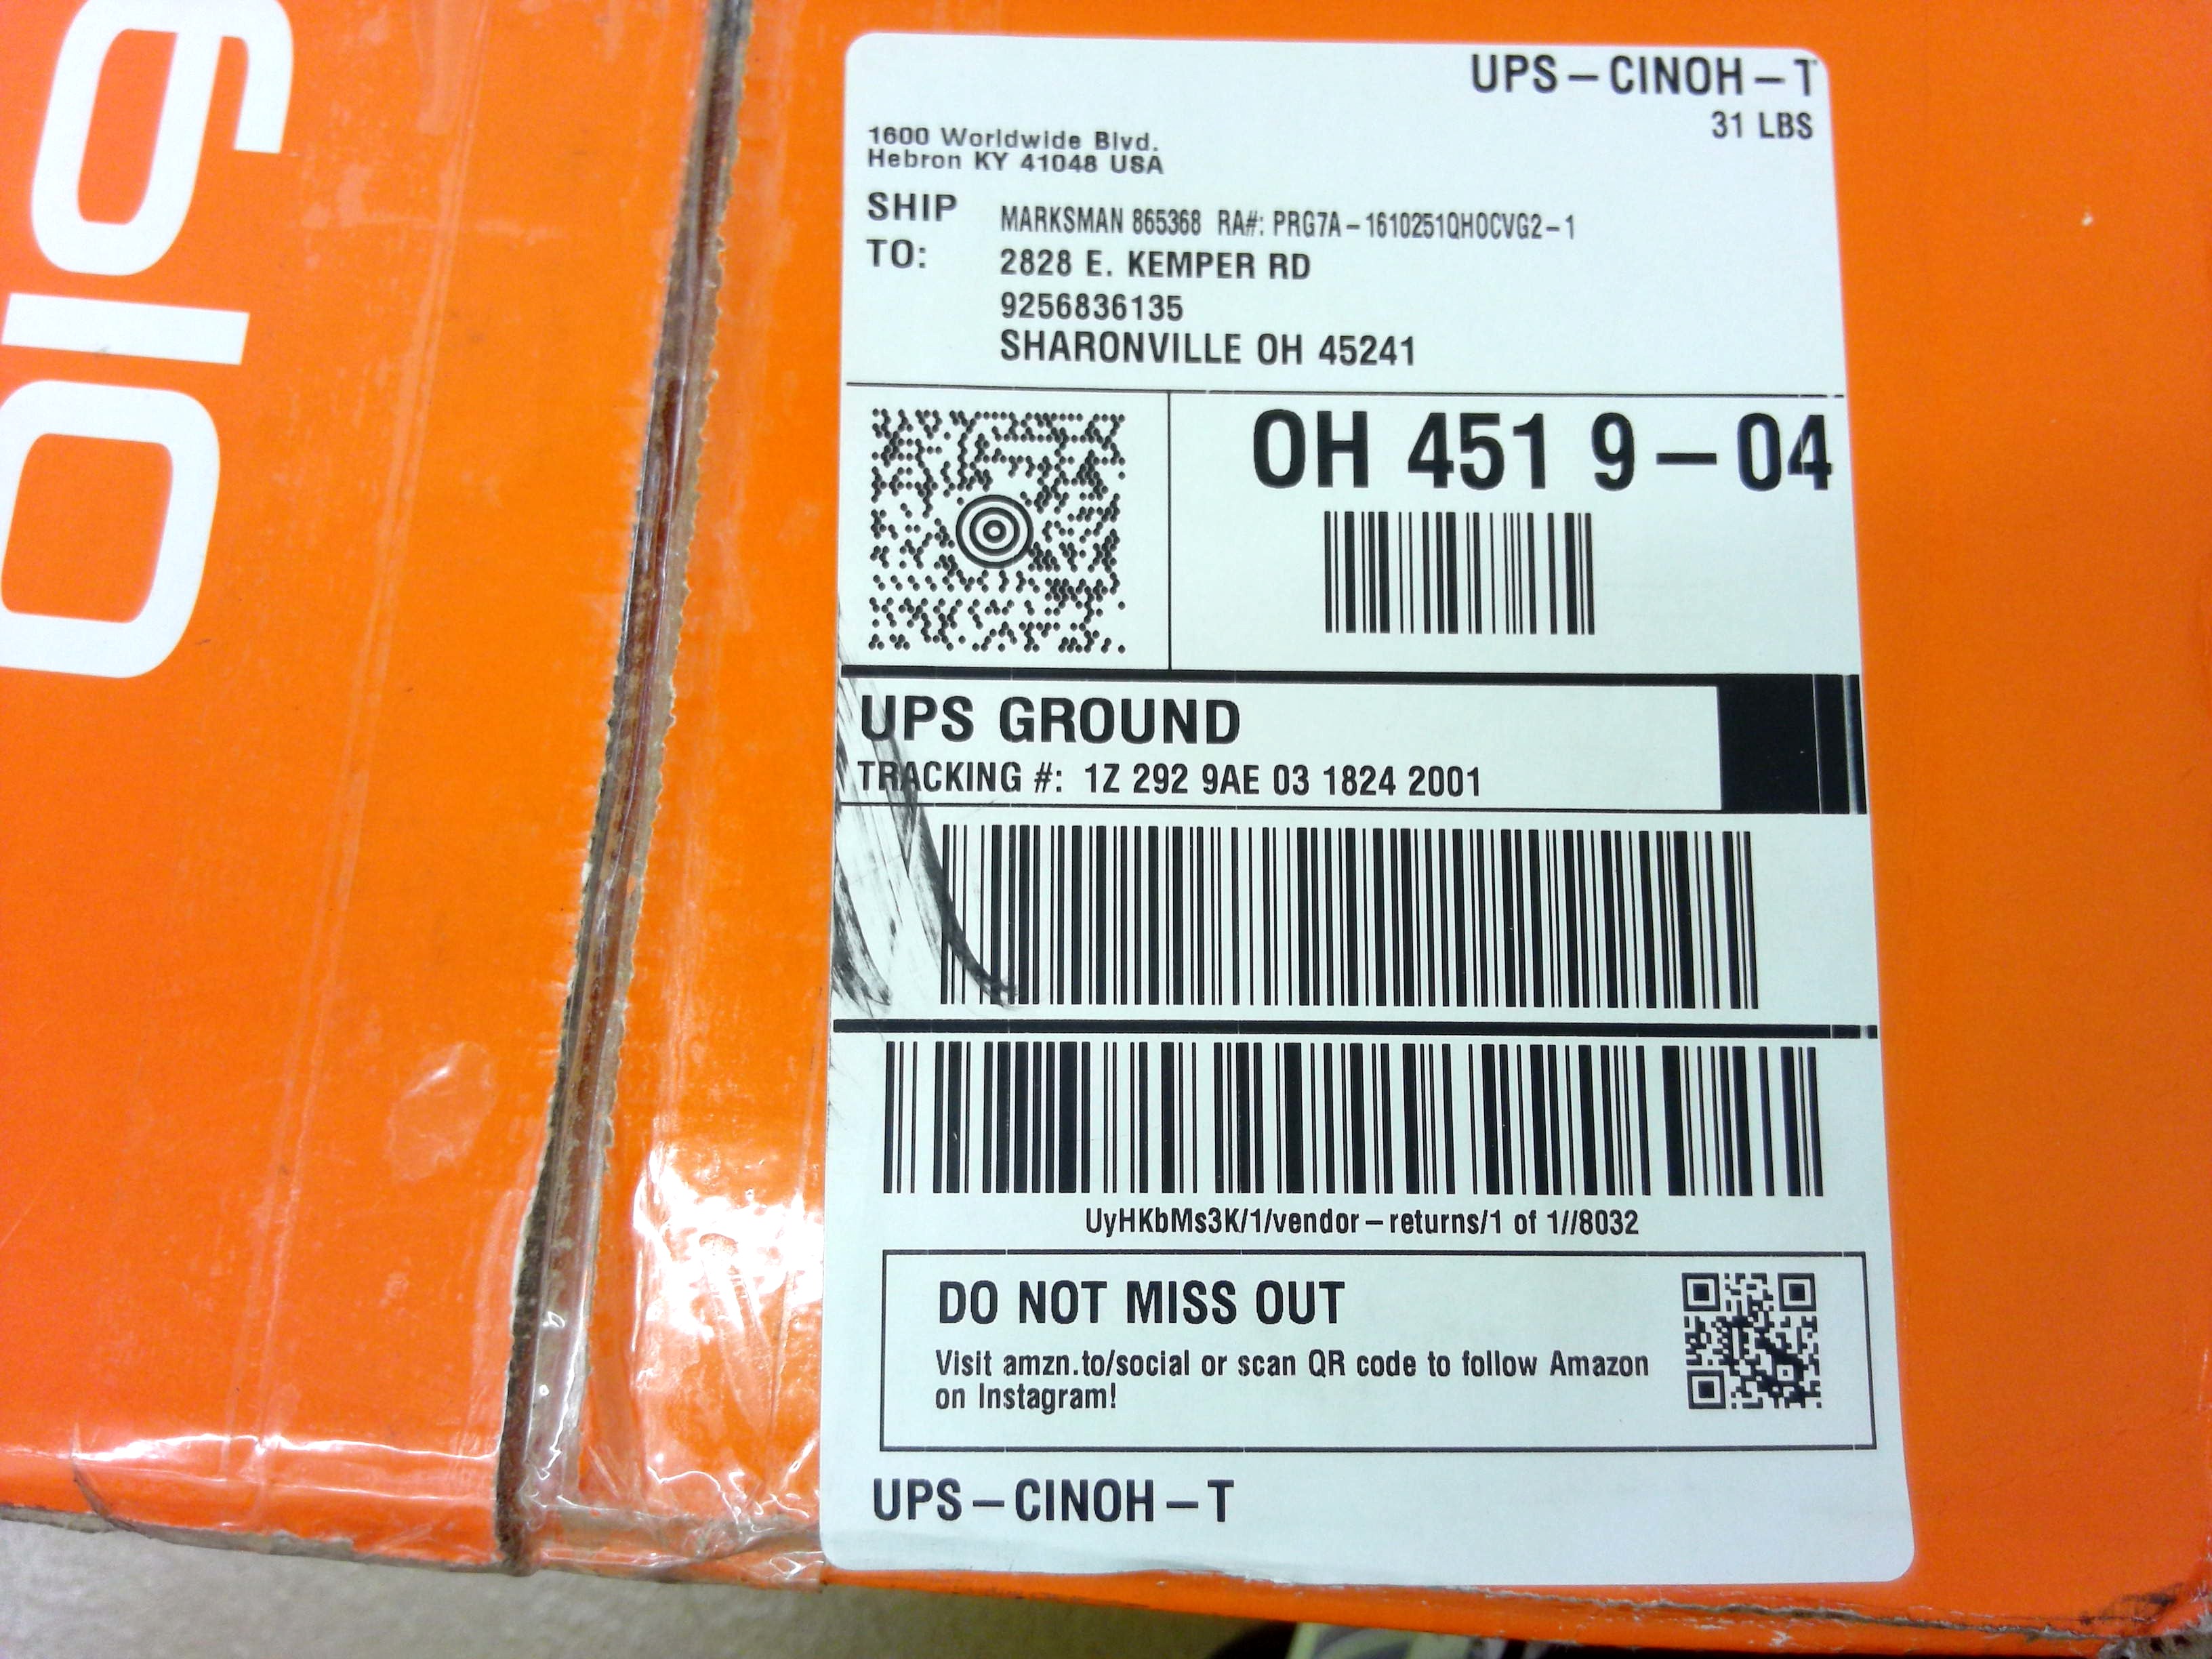 UPS-CINOH-T
31 LBS
1600 Worldwide Blvd.
Hebron KY 41048 USA
SHIP TO:
MARKSMAN 865368 RA#: PRG7A-1610251QHOCVG2-1
2828 E. KEMPER RD
9256836135
SHARONVILLE OH 45241
OH 451 9-04
UPS GROUND
TRACKING #: 1Z 292 9AE 03 1824 2001
UyHKbMs3K/1/vendor-returns/1 of 1//8032
DO NOT MISS OUT
Visit amzn.to/social or scan QR code to follow Amazon
on Instagram!
UPS-CINOH-T